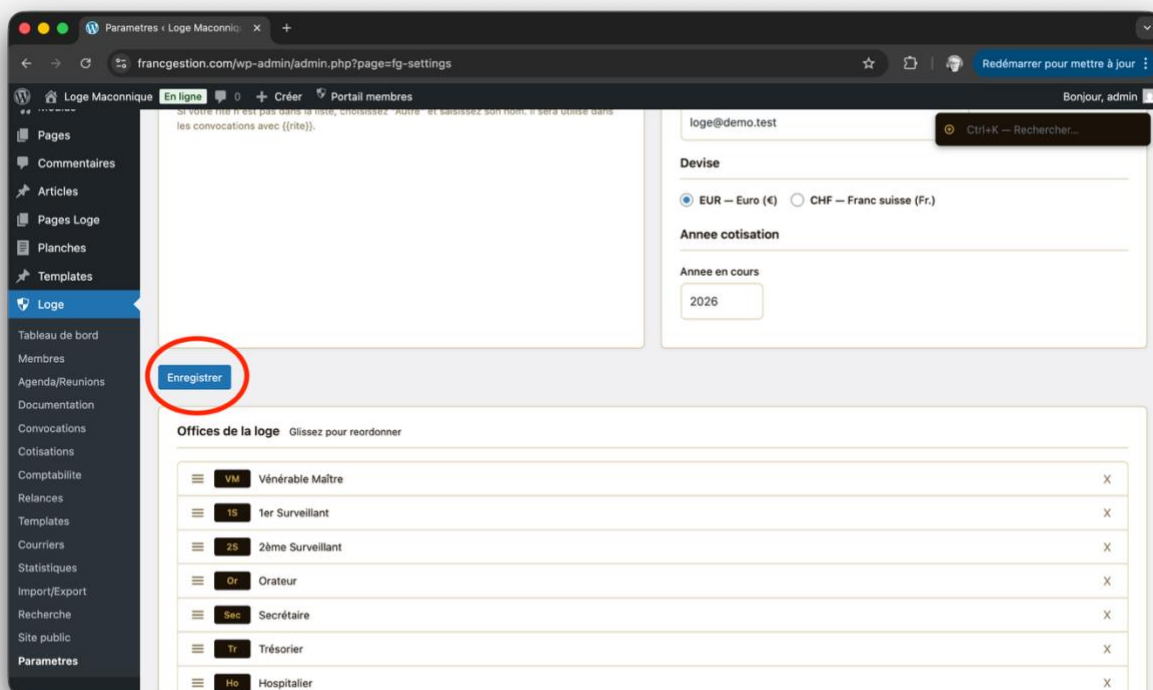 Parametres ‹ Loge Maconniq
francgestion.com/wp-admin/admin.php?page=fg-settings
Redémarrer pour mettre à jour
Loge Maconnique
En ligne
0
+ Créer
Portail membres
Bonjour, admin
Pages
Commentaires
Articles
Pages Loge
Planches
Templates
Loge
Tableau de bord
Membres
Agenda/Reunions
Documentation
Convocations
Cotisations
Comptabilite
Relances
Templates
Courriers
Statistiques
Import/Export
Recherche
Site public
Parametres
Si votre rite n'est pas dans la liste, choisissez "Autre" et saisissez son nom. Il sera utilise dans
les convocations avec {{rite}}.
loge@demo.test
Ctrl+K — Rechercher...
Devise
EUR — Euro (€)
CHF — Franc suisse (Fr.)
Annee cotisation
Annee en cours
2026
Enregistrer
Offices de la loge Glissez pour reordonner
VM Vénérable Maître X
1S 1er Surveillant X
2S 2ème Surveillant X
Or Orateur X
Sec Secrétaire X
Tr Trésorier X
Ho Hospitalier X